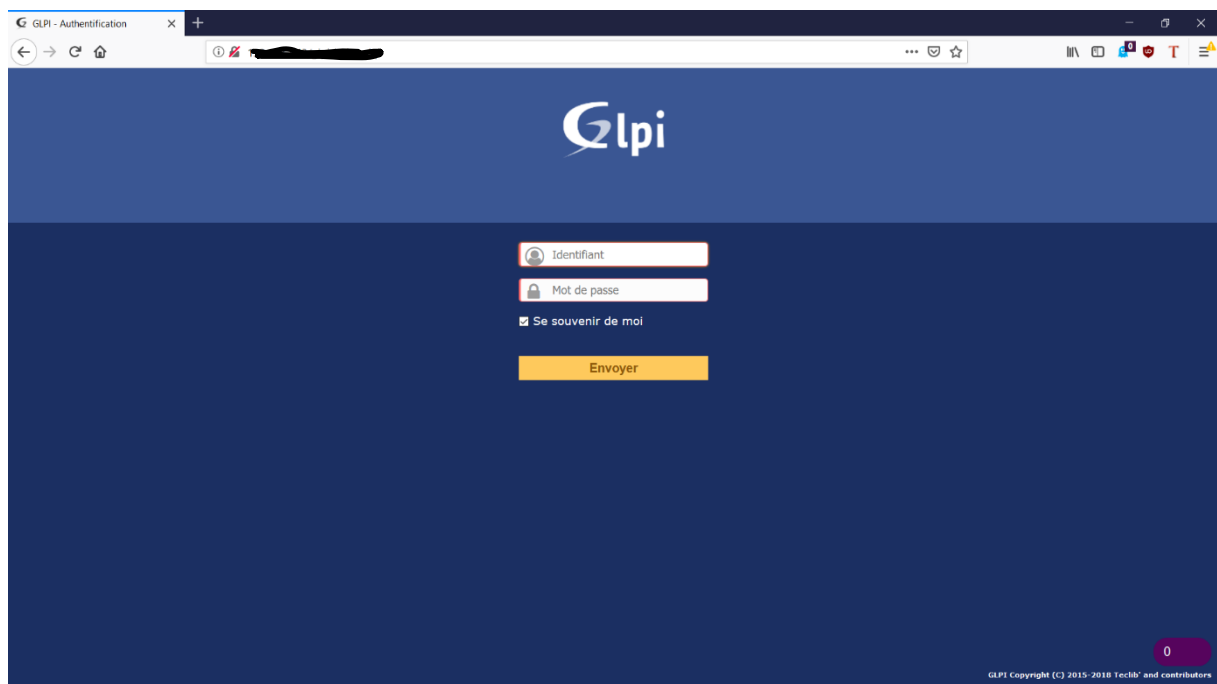 GLPI - Authentification
0
T
Glpi
Identifiant
Mot de passe
Se souvenir de moi
Envoyer
0
GLPI Copyright (C) 2015-2018 Teclib' and contributors